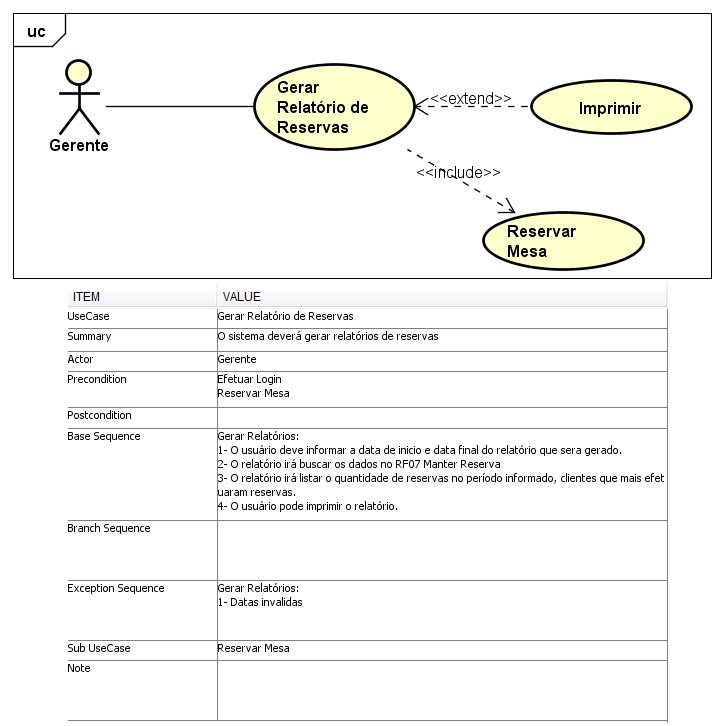 uc
Gerente
Gerar
Relatório de
Reservas
<<extend>>
Imprimir
<<include>>
Reservar
Mesa
ITEM VALUE
UseCase Gerar Relatório de Reservas
Summary O sistema deverá gerar relatórios de reservas
Actor Gerente
Precondition Efetuar Login
Reservar Mesa
Postcondition
Base Sequence Gerar Relatórios:
1- O usuário deve informar a data de inicio e data final do relatório que sera gerado.
2- O relatório irá buscar os dados no RF07 Manter Reserva
3- O relatório irá listar o quantidade de reservas no período informado, clientes que mais efet
uaram reservas.
4- O usuário pode imprimir o relatório.
Branch Sequence
Exception Sequence Gerar Relatórios:
1- Datas invalidas
Sub UseCase Reservar Mesa
Note